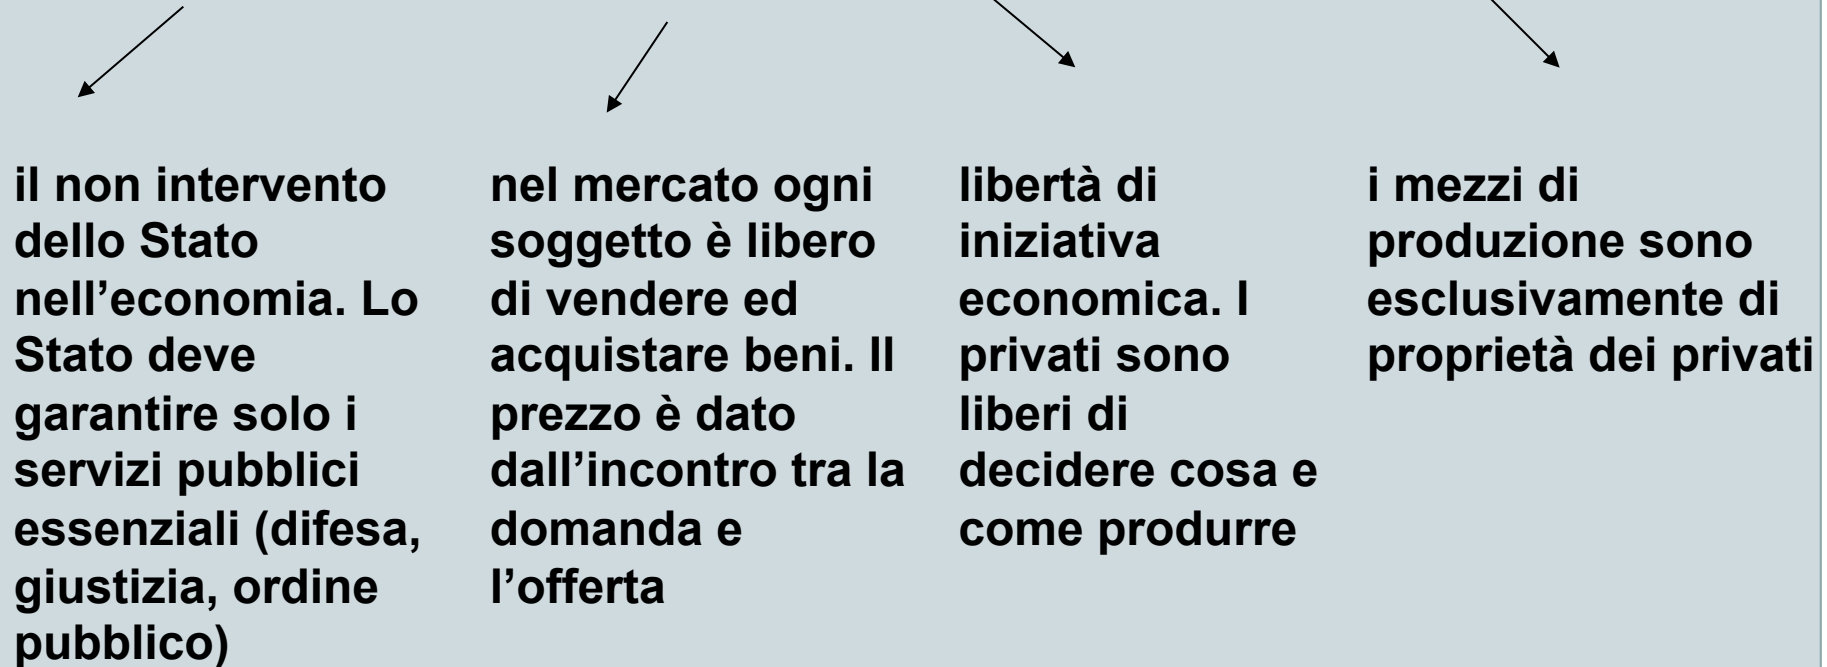 il non intervento
dello Stato
nell’economia. Lo
Stato deve
garantire solo i
servizi pubblici
essenziali (difesa,
giustizia, ordine
pubblico)
nel mercato ogni
soggetto è libero
di vendere ed
acquistare beni. Il
prezzo è dato
dall’incontro tra la
domanda e
l’offerta
libertà di
iniziativa
economica. I
privati sono
liberi di
decidere cosa e
come produrre
i mezzi di
produzione sono
esclusivamente di
proprietà dei privati